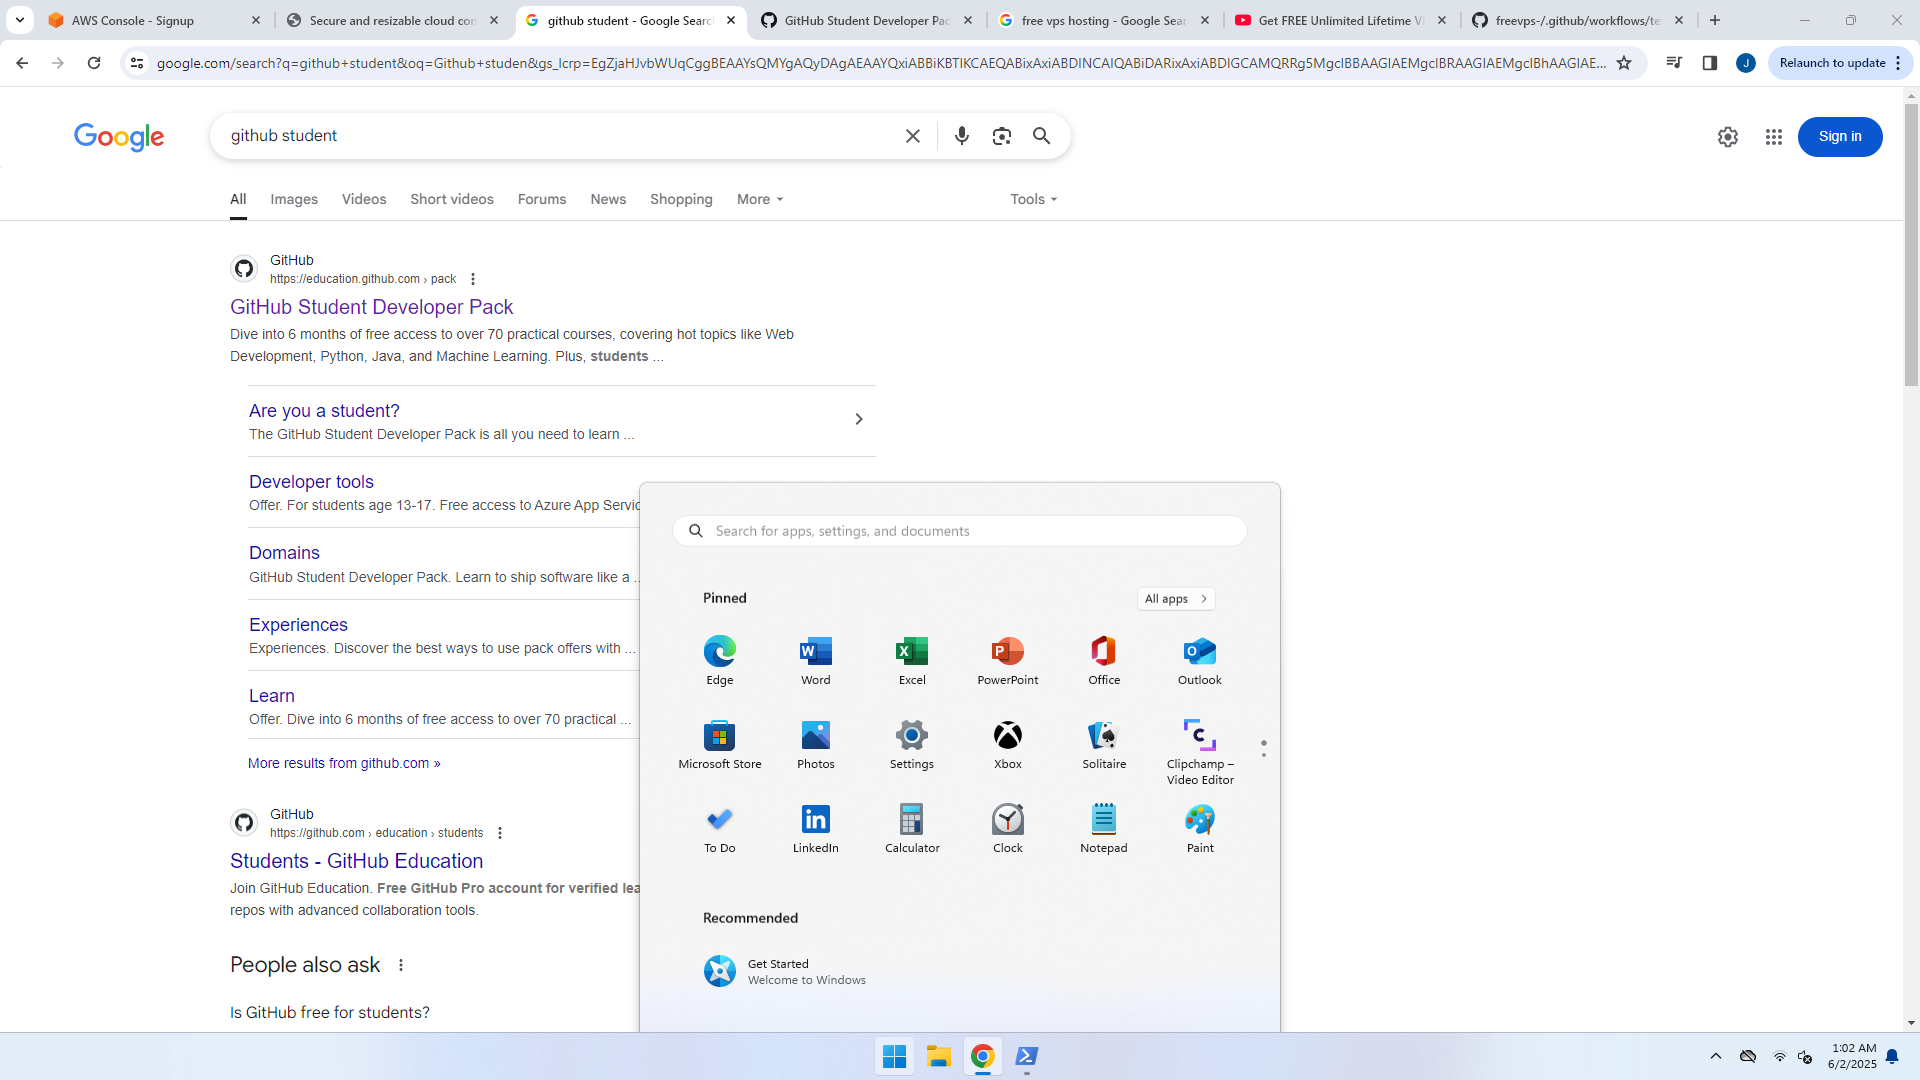 AWS Console - Signup
Secure and resizable cloud con
github student - Google Search
GitHub Student Developer Pac
free vps hosting - Google Sear
Get FREE Unlimited Lifetime V
freevps-/.github/workflows/te
google.com/search?q=github+student&oq=Github+studen&gs_lcrp=EgZjaHJvbWUqCggBEAAYsQMYgAQyDAgAEAAYQxiABBiKBTIKCAEQABixAxiABDINCAIQABiDARixAxiABDIGCAMQRRg5MgcIBBAAGIAEMgcIBRAAGIAEMgcIBhAAGIAE...
J
Relaunch to update
Google
github student
Sign in
All
Images
Videos
Short videos
Forums
News
Shopping
More
Tools
GitHub
https://education.github.com › pack
GitHub Student Developer Pack
Dive into 6 months of free access to over 70 practical courses, covering hot topics like Web
Development, Python, Java, and Machine Learning. Plus, students ...
Are you a student?
The GitHub Student Developer Pack is all you need to learn ...
Developer tools
Offer. For students age 13-17. Free access to Azure App Servic
Domains
GitHub Student Developer Pack. Learn to ship software like a ..
Experiences
Experiences. Discover the best ways to use pack offers with ...
Learn
Offer. Dive into 6 months of free access to over 70 practical ...
More results from github.com »
GitHub
https://github.com › education › students
Students - GitHub Education
Join GitHub Education. Free GitHub Pro account for verified lea
repos with advanced collaboration tools.
People also ask
Is GitHub free for students?
Search for apps, settings, and documents
Pinned
All apps
Edge
Word
Excel
PowerPoint
Office
Outlook
Microsoft Store
Photos
Settings
Xbox
Solitaire
Clipchamp –
Video Editor
To Do
LinkedIn
Calculator
Clock
Notepad
Paint
Recommended
Get Started
Welcome to Windows
1:02 AM
6/2/2025